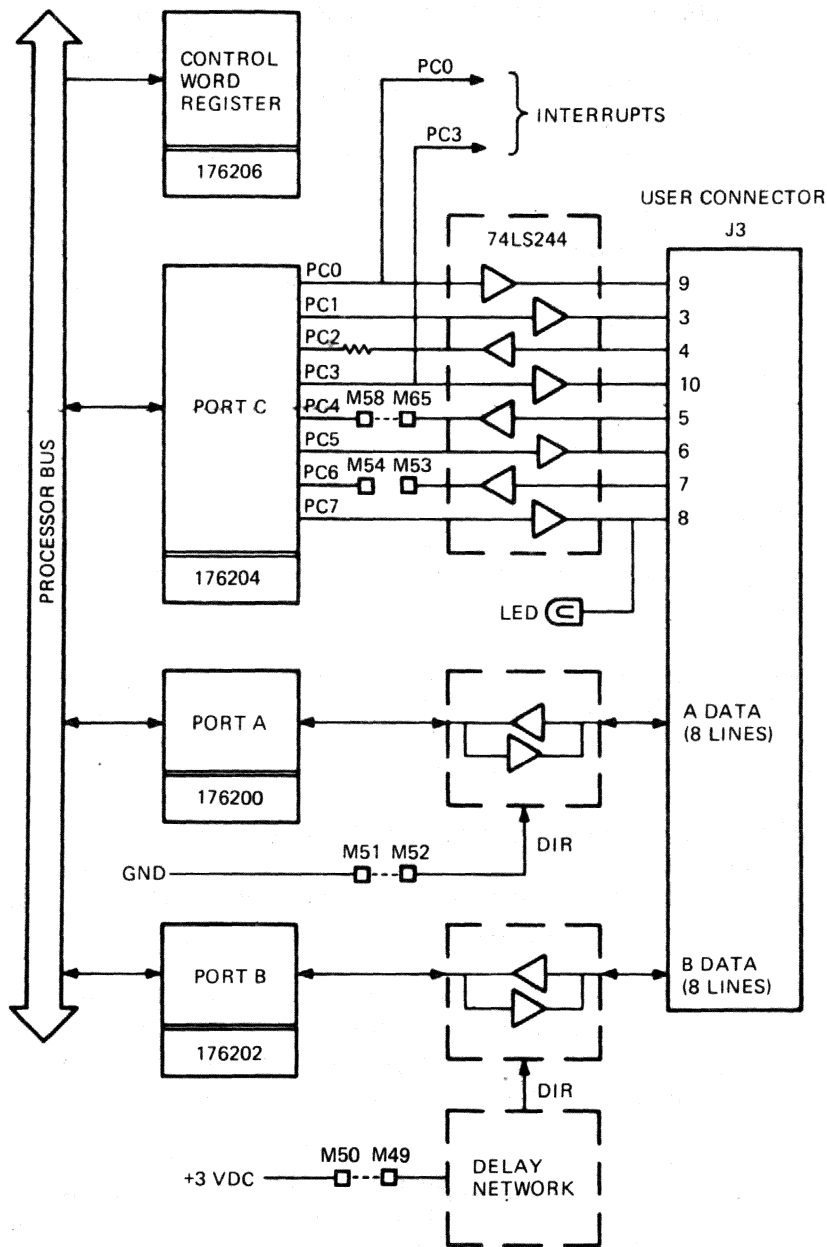 CONTROL
WORD
REGISTER
176206
PC0
PC3
INTERRUPTS
USER CONNECTOR
J3
74LS244
PORT C
176204
PC0
PC1
PC2
PC3
PC4
M58
M65
PC5
PC6
M54
M53
PC7
9
3
4
10
5
6
7
8
LED
PROCESSOR BUS
PORT A
176200
A DATA
(8 LINES)
GND
M51
M52
DIR
PORT B
176202
B DATA
(8 LINES)
DIR
+3 VDC
M50
M49
DELAY
NETWORK